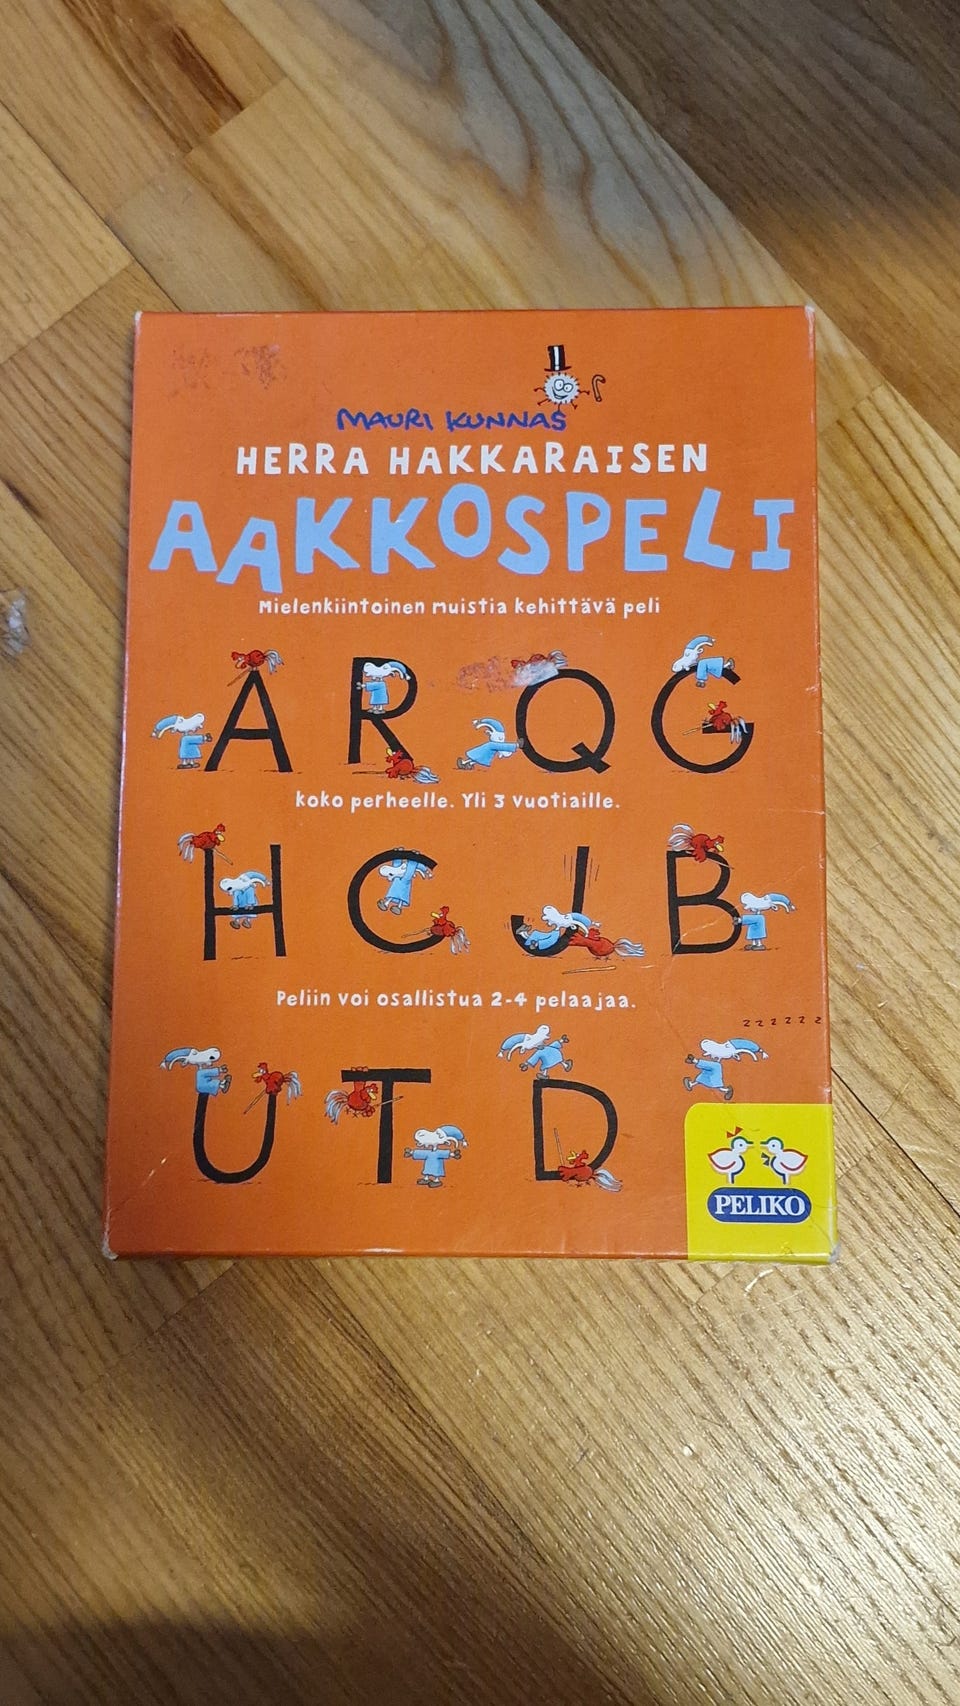 MAURI KUNNAS
HERRA HAKKARAISEN
AAKKOSPELI
Mielenkiintoinen muistia kehittävä peli
A R Q G
koko perheelle. Yli 3 vuotiaille.
H C J B
Peliin voi osallistua 2-4 pelaajaa.
z z z z z z
U T D
PELIKO